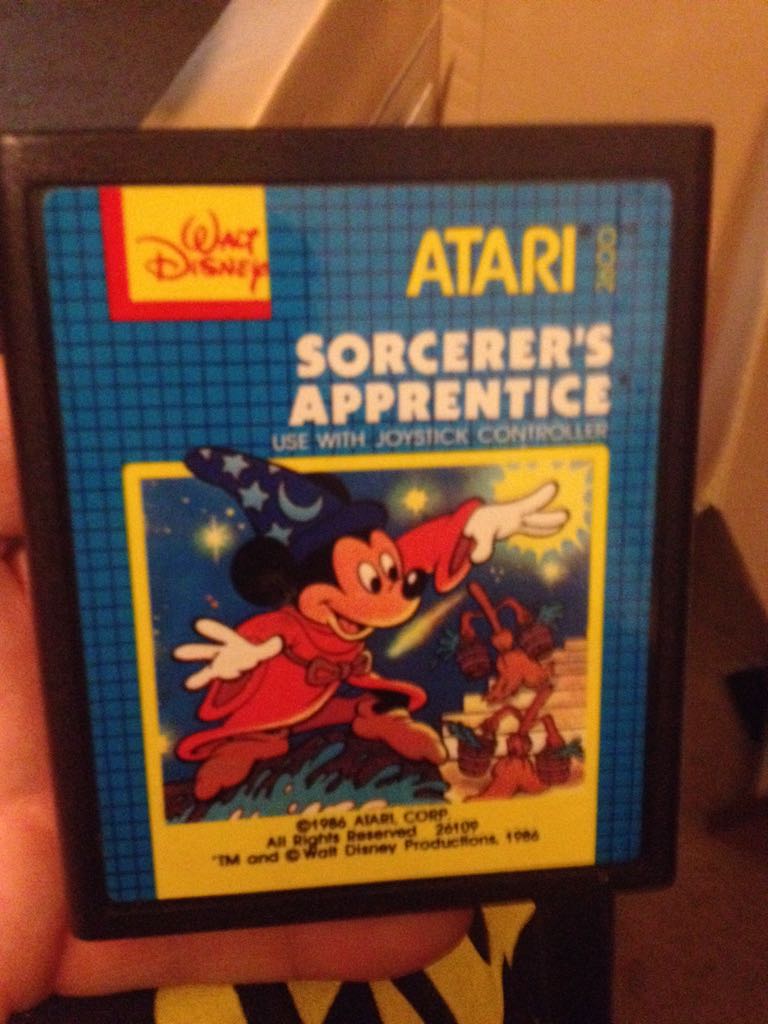 Walt
Disney
ATARI
2600
SORCERER'S
APPRENTICE
USE WITH JOYSTICK CONTROLLER
©1986 ATARI, CORP.
All Rights Reserved 26109
™ and © Walt Disney Productions, 1986